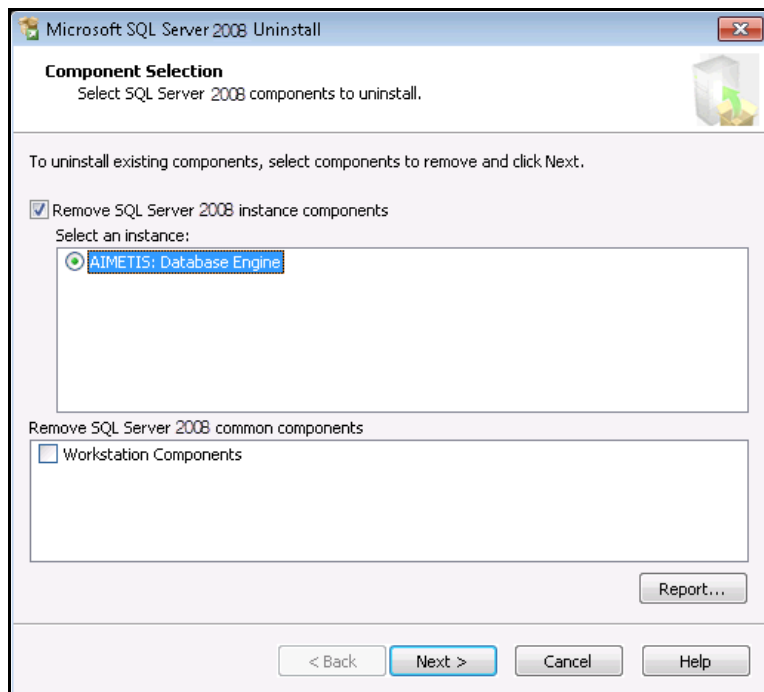 Microsoft SQL Server 2008 Uninstall
Component Selection
Select SQL Server 2008 components to uninstall.
To uninstall existing components, select components to remove and click Next.
Remove SQL Server 2008 instance components
Select an instance:
AIMETIS: Database Engine
Remove SQL Server 2008 common components
Workstation Components
Report...
< Back
Next >
Cancel
Help